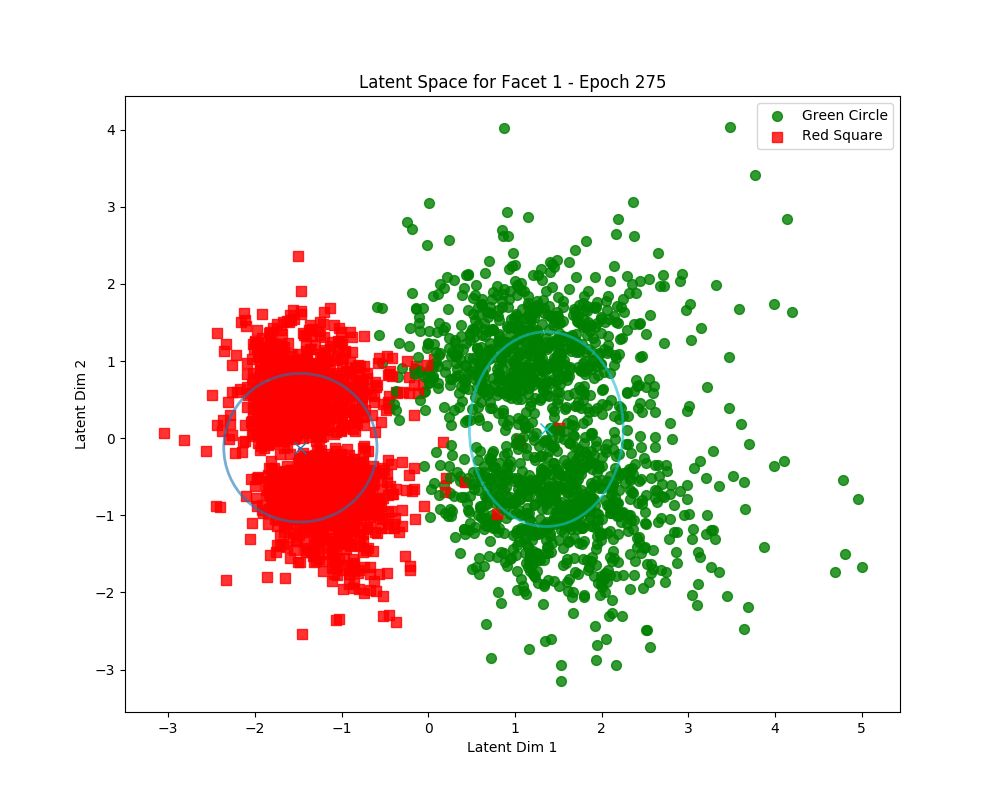 Latent Space for Facet 1 - Epoch 275
Green Circle
Red Square
4
3
2
1
0
−1
−2
−3
Latent Dim 2
−3 −2 −1 0 1 2 3 4 5
Latent Dim 1